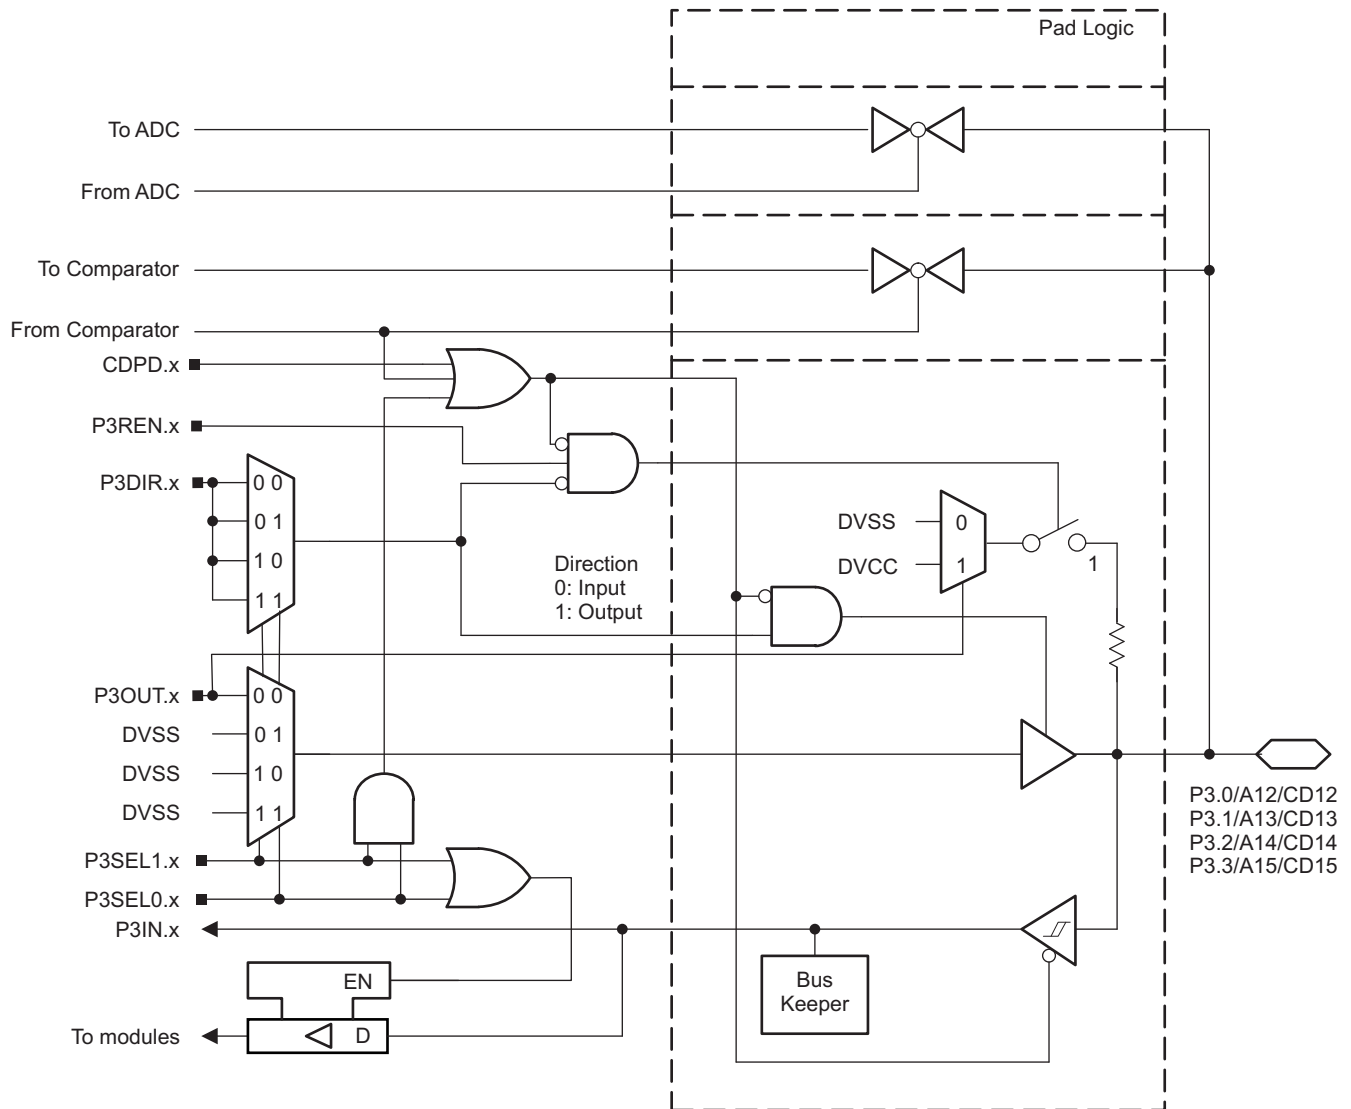 Pad Logic
To ADC
From ADC
To Comparator
From Comparator
CDPD.x
P3REN.x
P3DIR.x
0 0
0 1
1 0
1 1
Direction
0: Input
1: Output
DVSS
0
DVCC
1
1
P3OUT.x
0 0
DVSS
0 1
DVSS
1 0
DVSS
1 1
P3.0/A12/CD12
P3.1/A13/CD13
P3.2/A14/CD14
P3.3/A15/CD15
P3SEL1.x
P3SEL0.x
P3IN.x
EN
Bus
Keeper
To modules
D